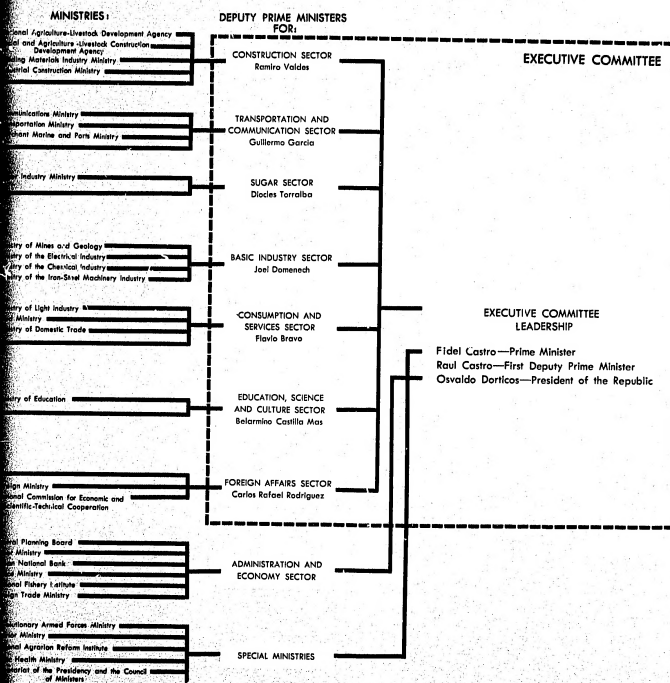 MINISTRIES:
DEPUTY PRIME MINISTERS
FOR:
EXECUTIVE COMMITTEE
Agriculture-Livestock Development Agency
and Agriculture-Livestock Construction
Development Agency
Materials Industry Ministry
Construction Ministry
CONSTRUCTION SECTOR
Ramiro Valdes
Ministry
Ministry
Marine and Ports Ministry
TRANSPORTATION AND
COMMUNICATION SECTOR
Guillermo Garcia
Industry Ministry
SUGAR SECTOR
Diocles Torralba
of Mines and Geology
of the Electrical Industry
of the Chemical Industry
of the Iron-Steel Machinery Industry
BASIC INDUSTRY SECTOR
Joel Domenech
of Light Industry
Ministry
of Domestic Trade
CONSUMPTION AND
SERVICES SECTOR
Flavio Bravo
of Education
EDUCATION, SCIENCE
AND CULTURE SECTOR
Belarmino Castilla Mas
Ministry
Commission for Economic and
Cooperation
FOREIGN AFFAIRS SECTOR
Carlos Rafael Rodriguez
EXECUTIVE COMMITTEE
LEADERSHIP
Fidel Castro—Prime Minister
Raul Castro—First Deputy Prime Minister
Osvaldo Dorticos—President of the Republic
Planning Board
Ministry
National Bank
Ministry
Fishery Institute
Trade Ministry
ADMINISTRATION AND
ECONOMY SECTOR
Armed Forces Ministry
Ministry
Agrarian Reform Institute
Health Ministry
of the Presidency and the Council
of Ministers
SPECIAL MINISTRIES